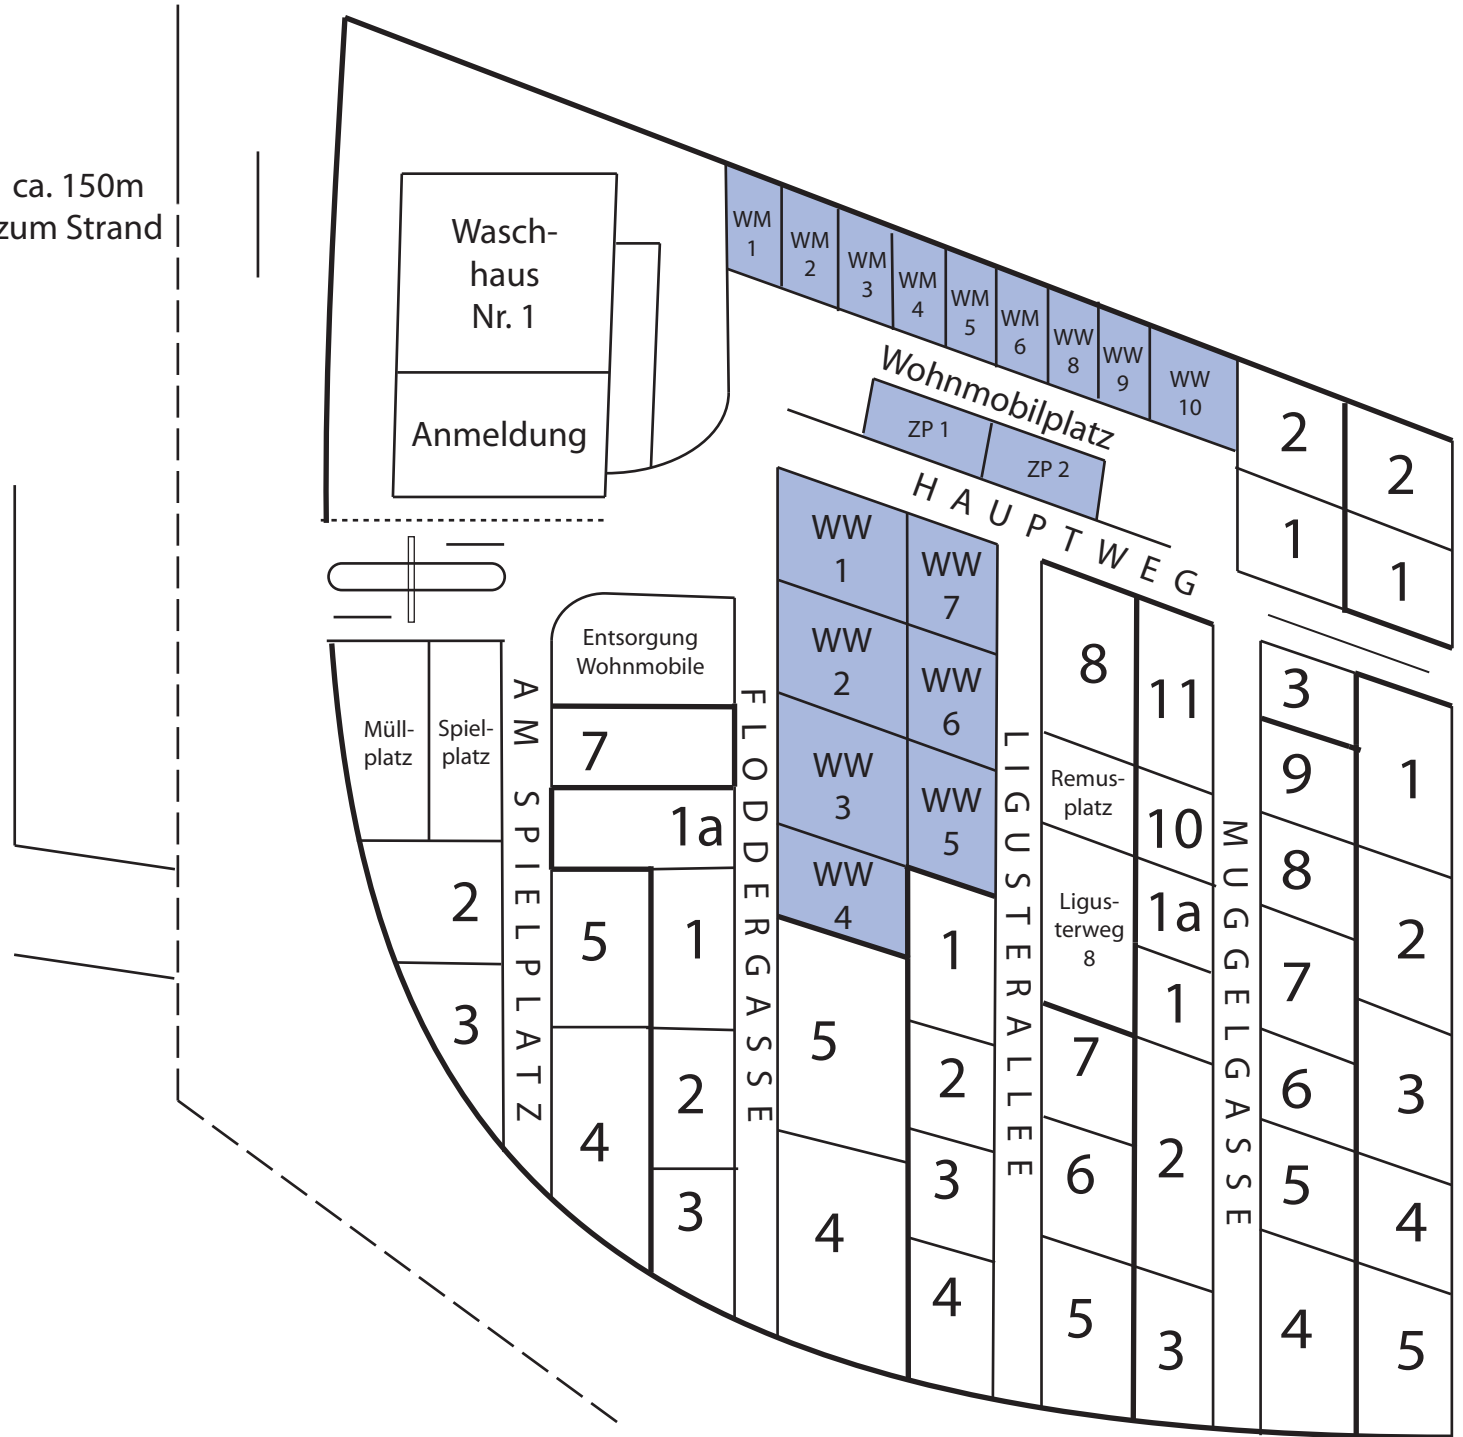 ca. 150m
zum Strand
Wasch-
haus
Nr. 1
Anmeldung
WM
1
WM
2
WM
3
WM
4
WM
5
WM
6
WW
8
WW
9
WW
10
Wohnmobilplatz
ZP 1
ZP 2
HAUPTWEG
2
1
2
1
WW
1
WW
2
WW
3
WW
4
WW
7
WW
6
WW
5
Entsorgung
Wohnmobile
7
1a
Müll-
platz
Spiel-
platz
2
3
AM SPIELPLATZ
5
4
1
2
3
FLODDERGASSE
5
4
1
2
3
4
LIGUSTERALLEE
8
Remus-
platz
Ligus-
terweg
8
7
6
5
11
10
1a
1
2
3
MUGGELGASSE
3
9
8
7
6
5
4
1
2
3
4
5